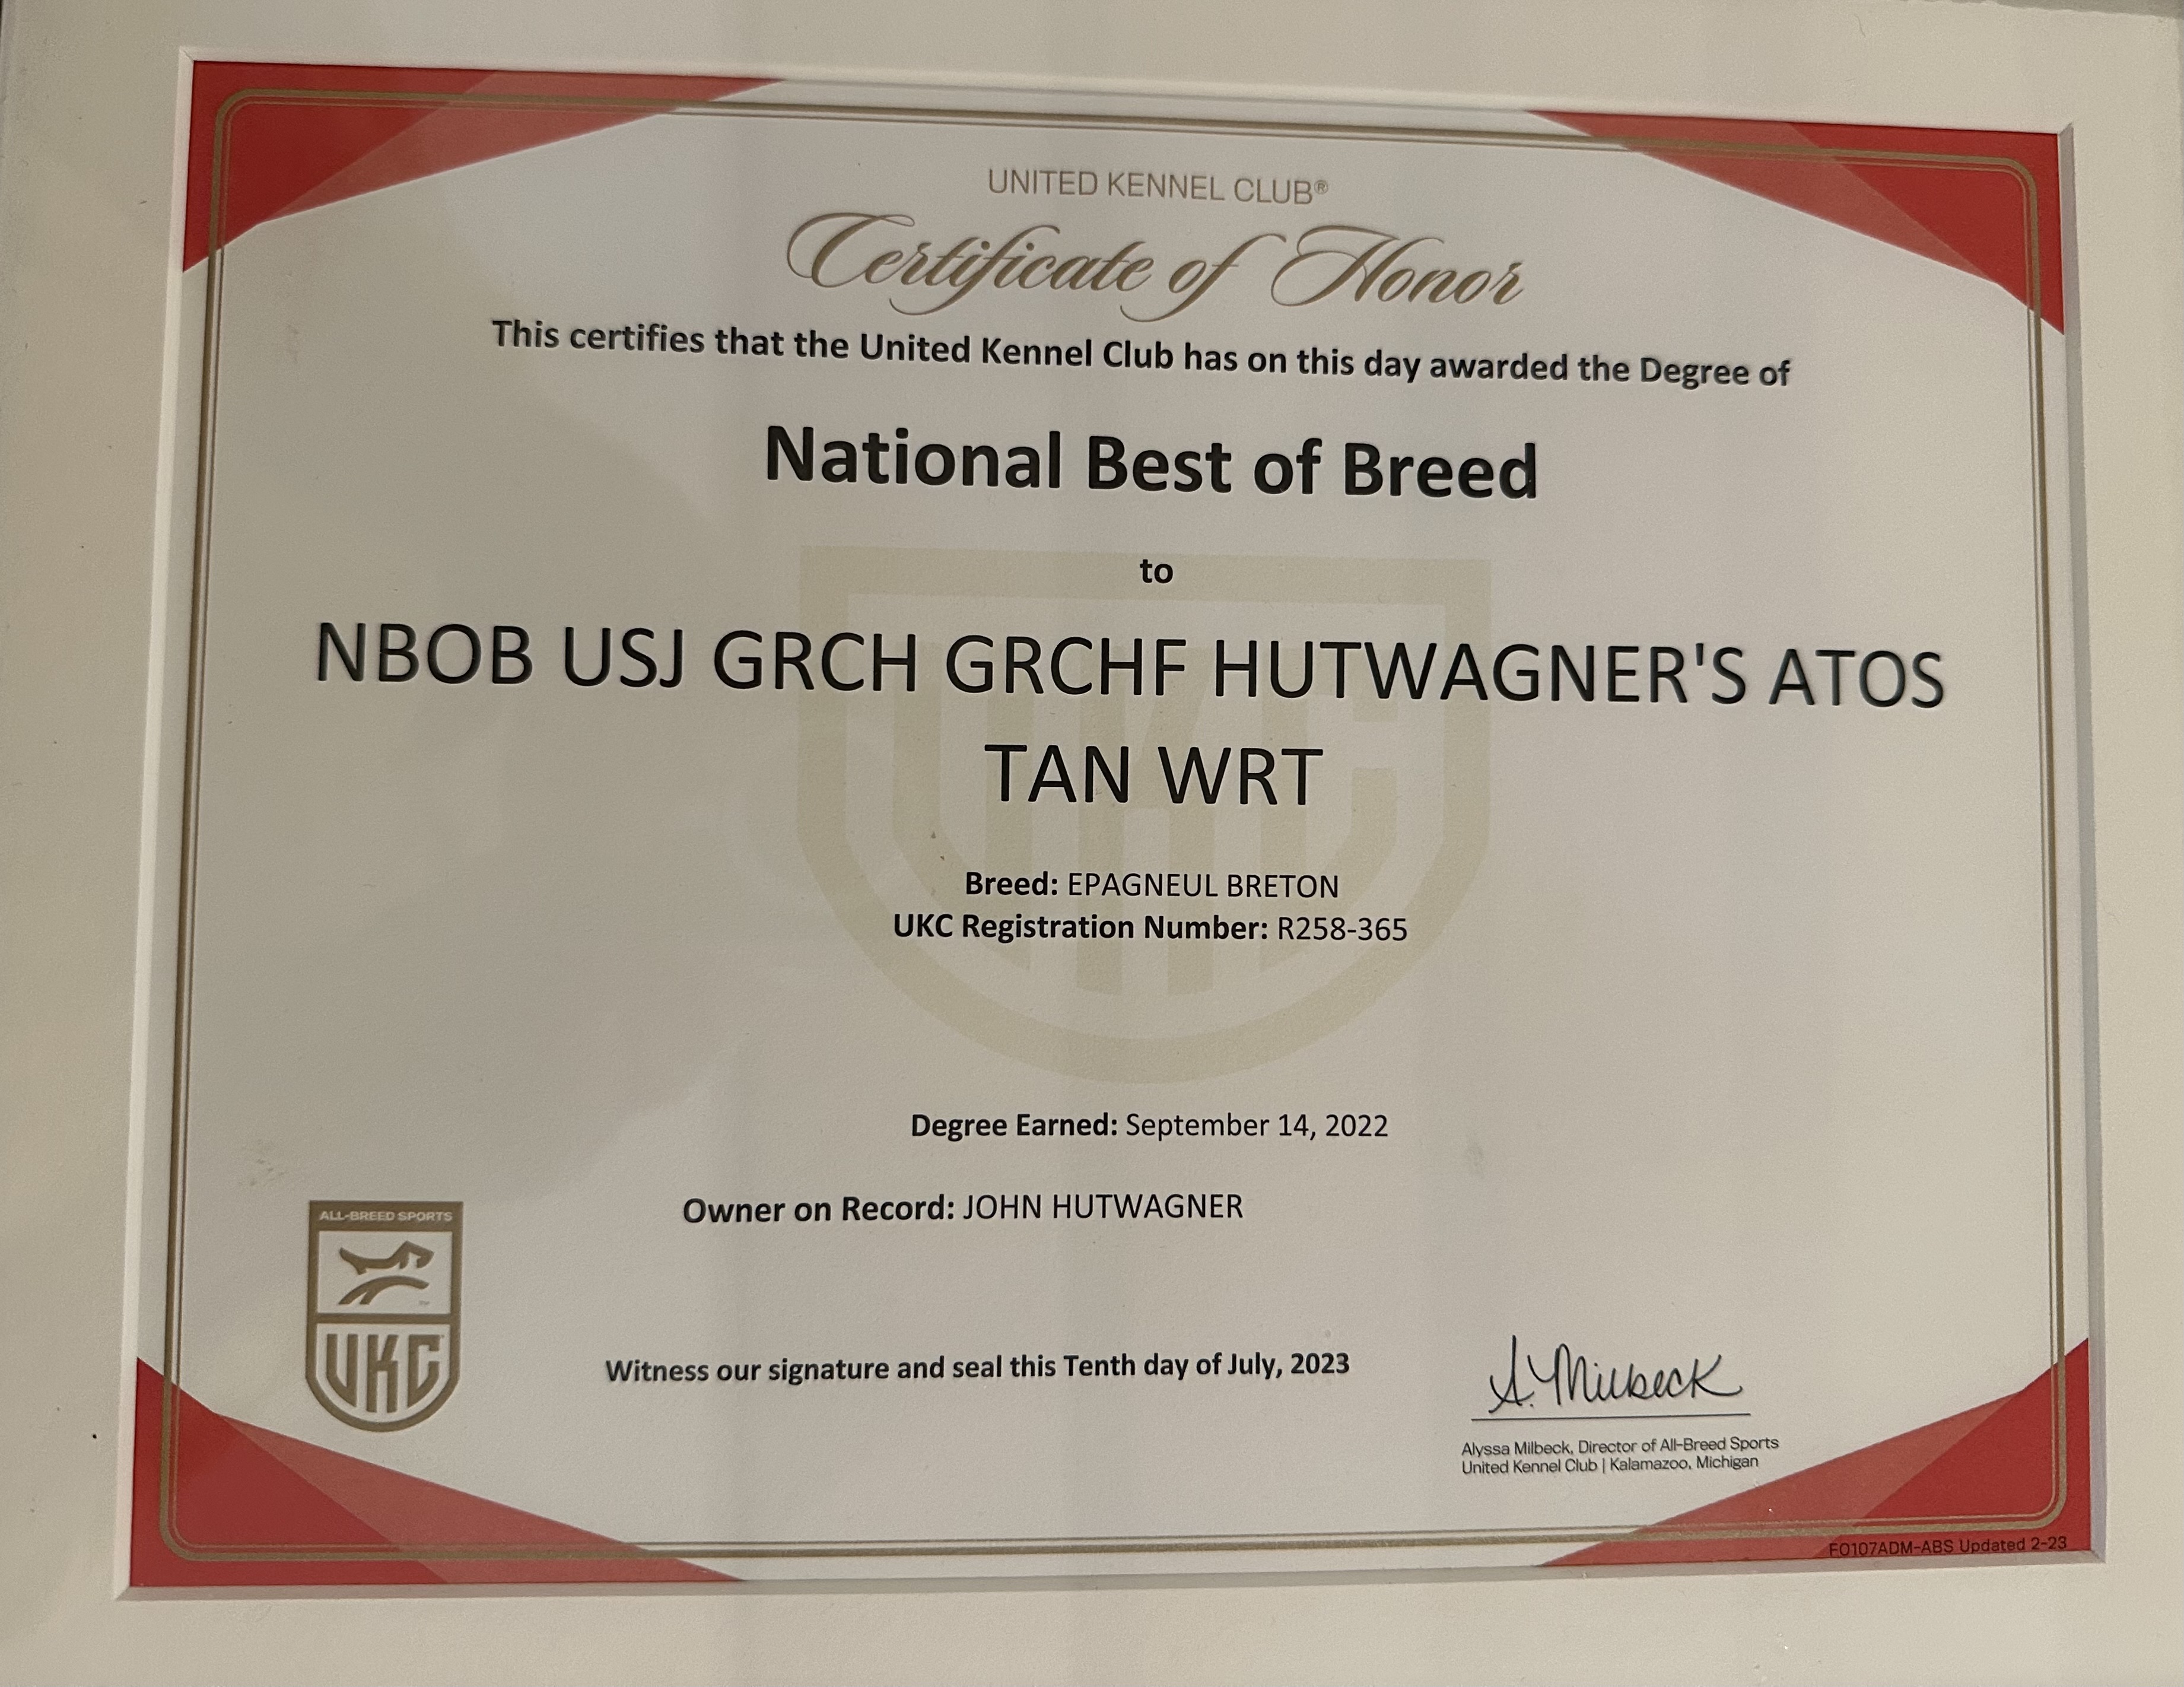 UNITED KENNEL CLUB®
Certificate of Honor
This certifies that the United Kennel Club has on this day awarded the Degree of
National Best of Breed
to
NBOB USJ GRCH GRCHF HUTWAGNER'S ATOS
TAN WRT
UKC
Breed: EPAGNEUL BRETON
UKC Registration Number: R258-365
Degree Earned: September 14, 2022
Owner on Record: JOHN HUTWAGNER
ALL-BREED SPORTS
UKC
Witness our signature and seal this Tenth day of July, 2023
A. Milbeck
Alyssa Milbeck, Director of All-Breed Sports
United Kennel Club | Kalamazoo, Michigan
F0107ADM-ABS Updated 2-23